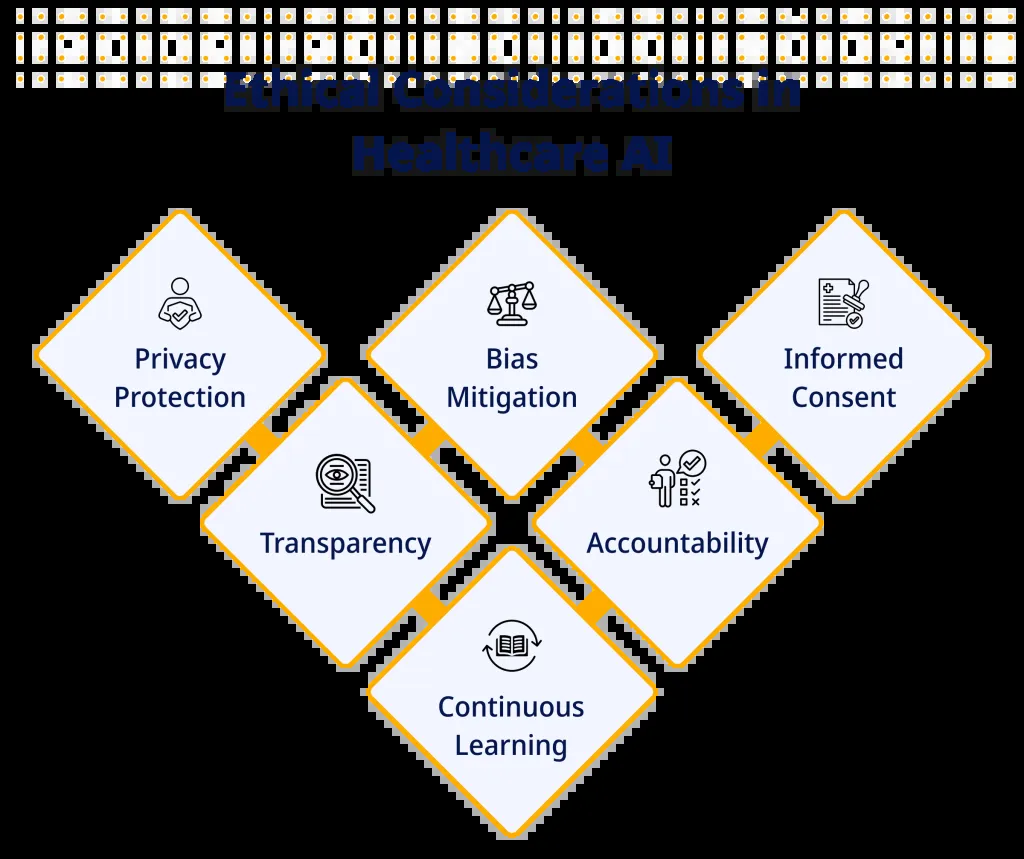 Ethical Considerations in
Healthcare AI
Privacy
Protection
Bias
Mitigation
Informed
Consent
Transparency
Accountability
Continuous
Learning